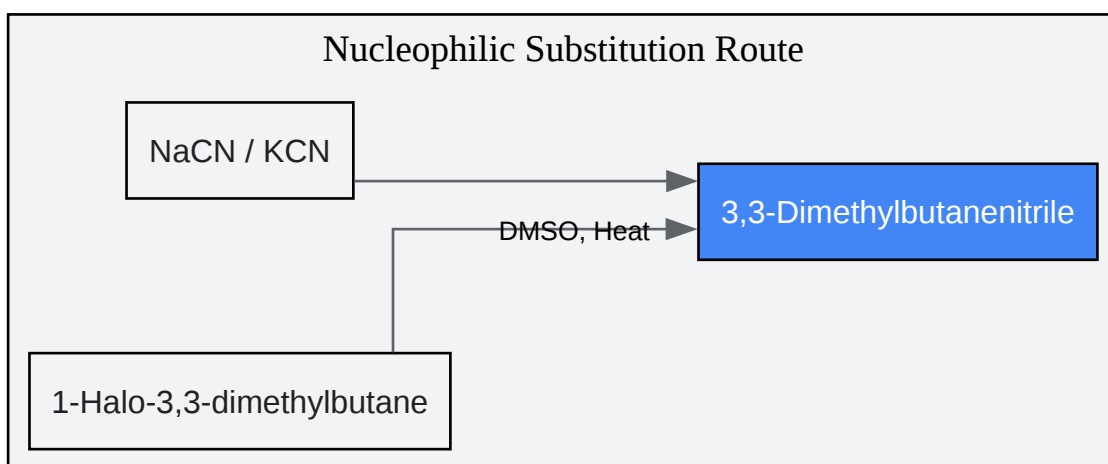 Nucleophilic Substitution Route
NaCN / KCN
3,3-Dimethylbutanenitrile
DMSO, Heat
1-Halo-3,3-dimethylbutane